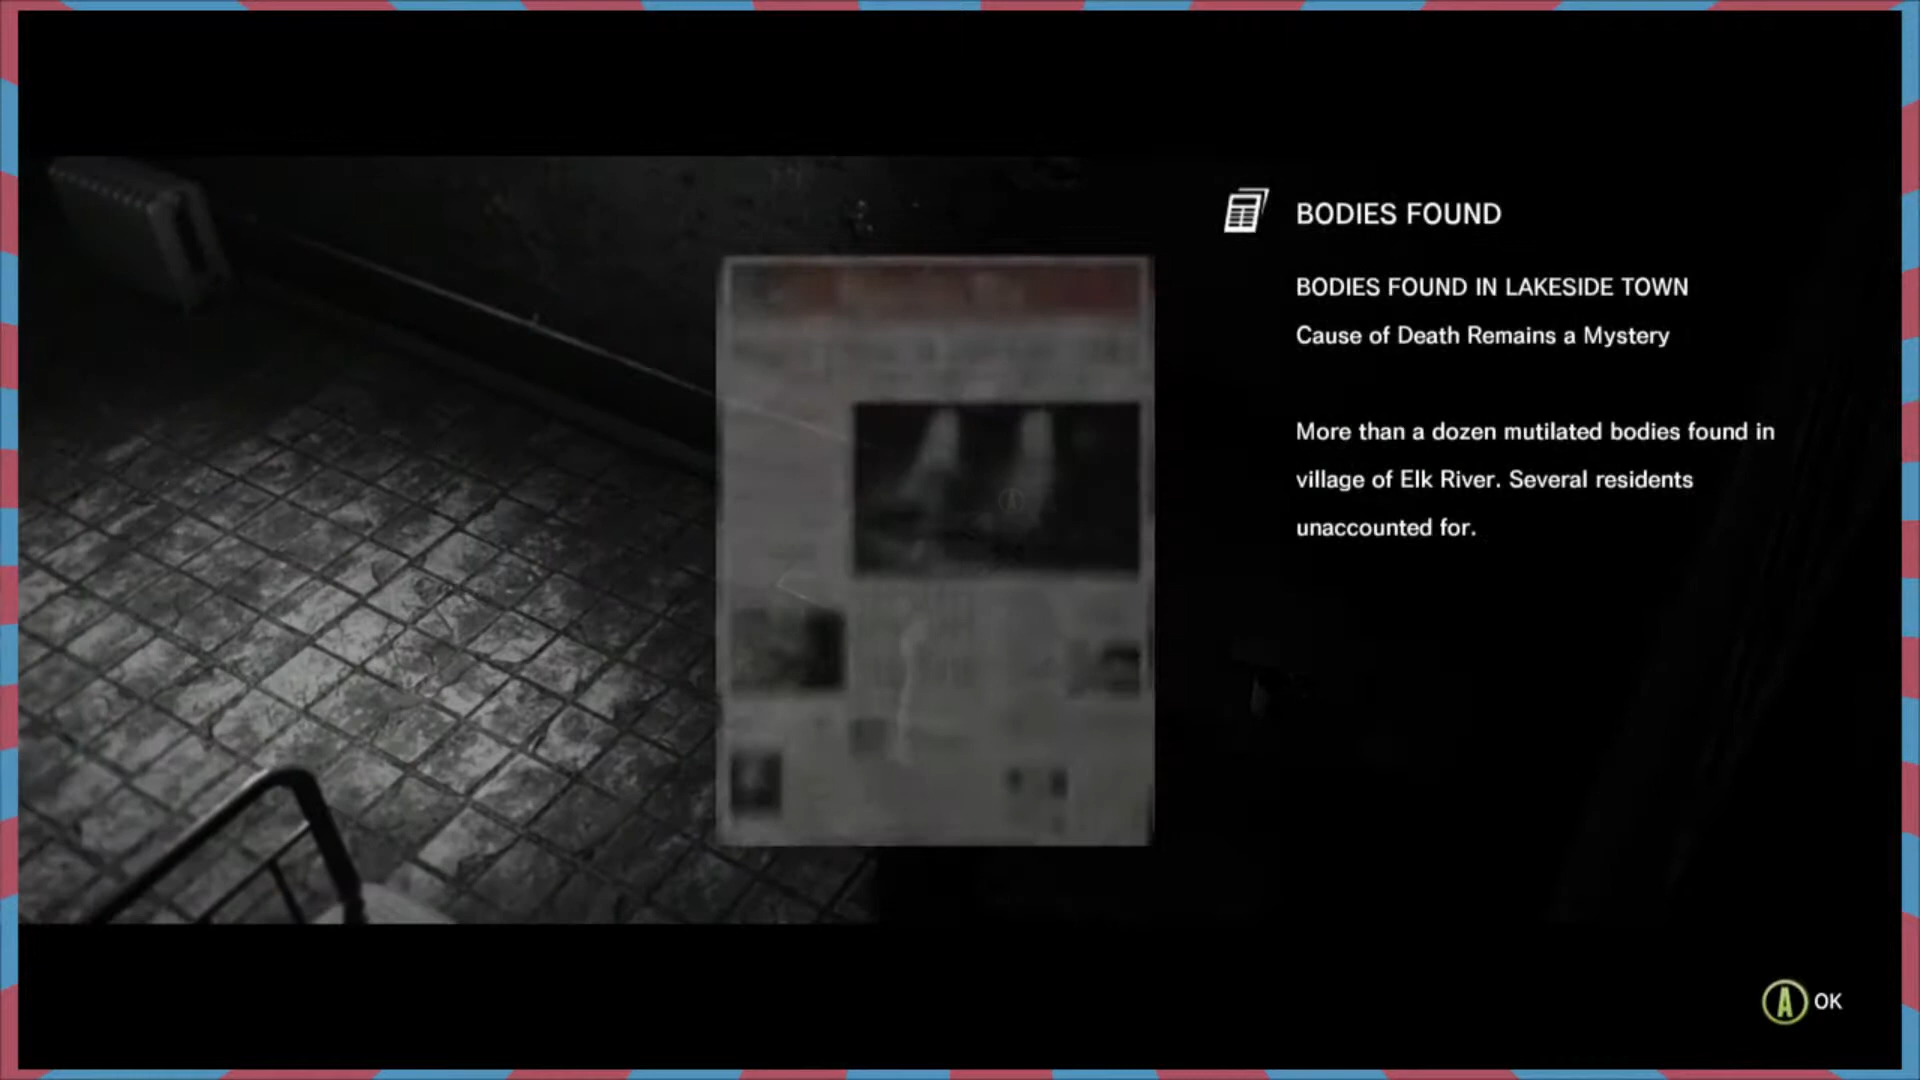 BODIES FOUND
BODIES FOUND IN LAKESIDE TOWN
Cause of Death Remains a Mystery
More than a dozen mutilated bodies found in
village of Elk River. Several residents
unaccounted for.
A OK